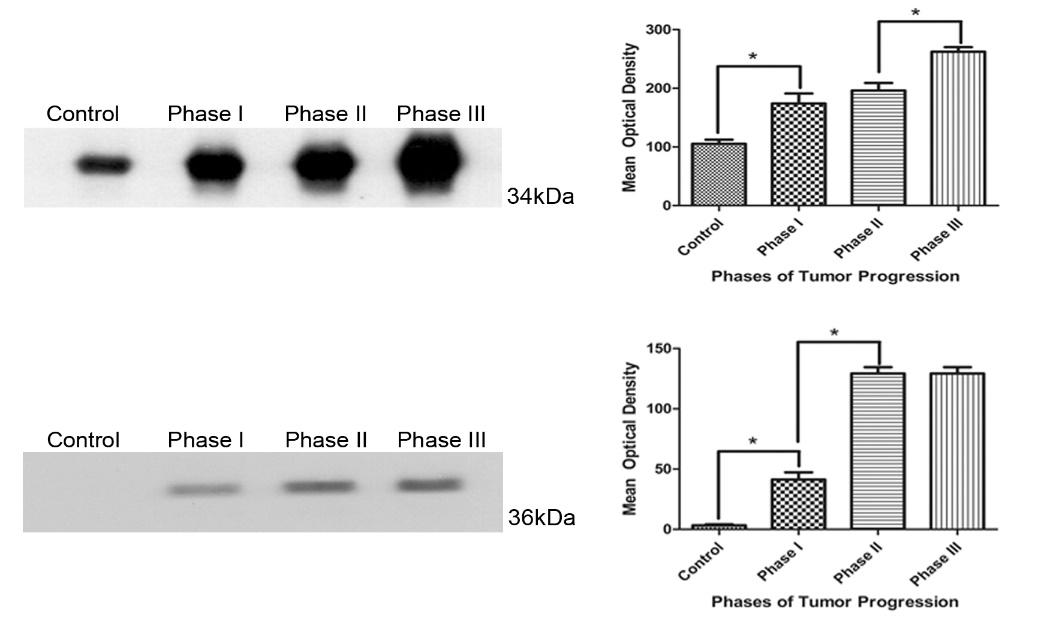 Control Phase I Phase II Phase III
34kDa
300
200
100
0
Mean Optical Density
*
*
Control
Phase I
Phase II
Phase III
Phases of Tumor Progression
Control Phase I Phase II Phase III
36kDa
150
100
50
0
Mean Optical Density
*
*
Control
Phase I
Phase II
Phase III
Phases of Tumor Progression